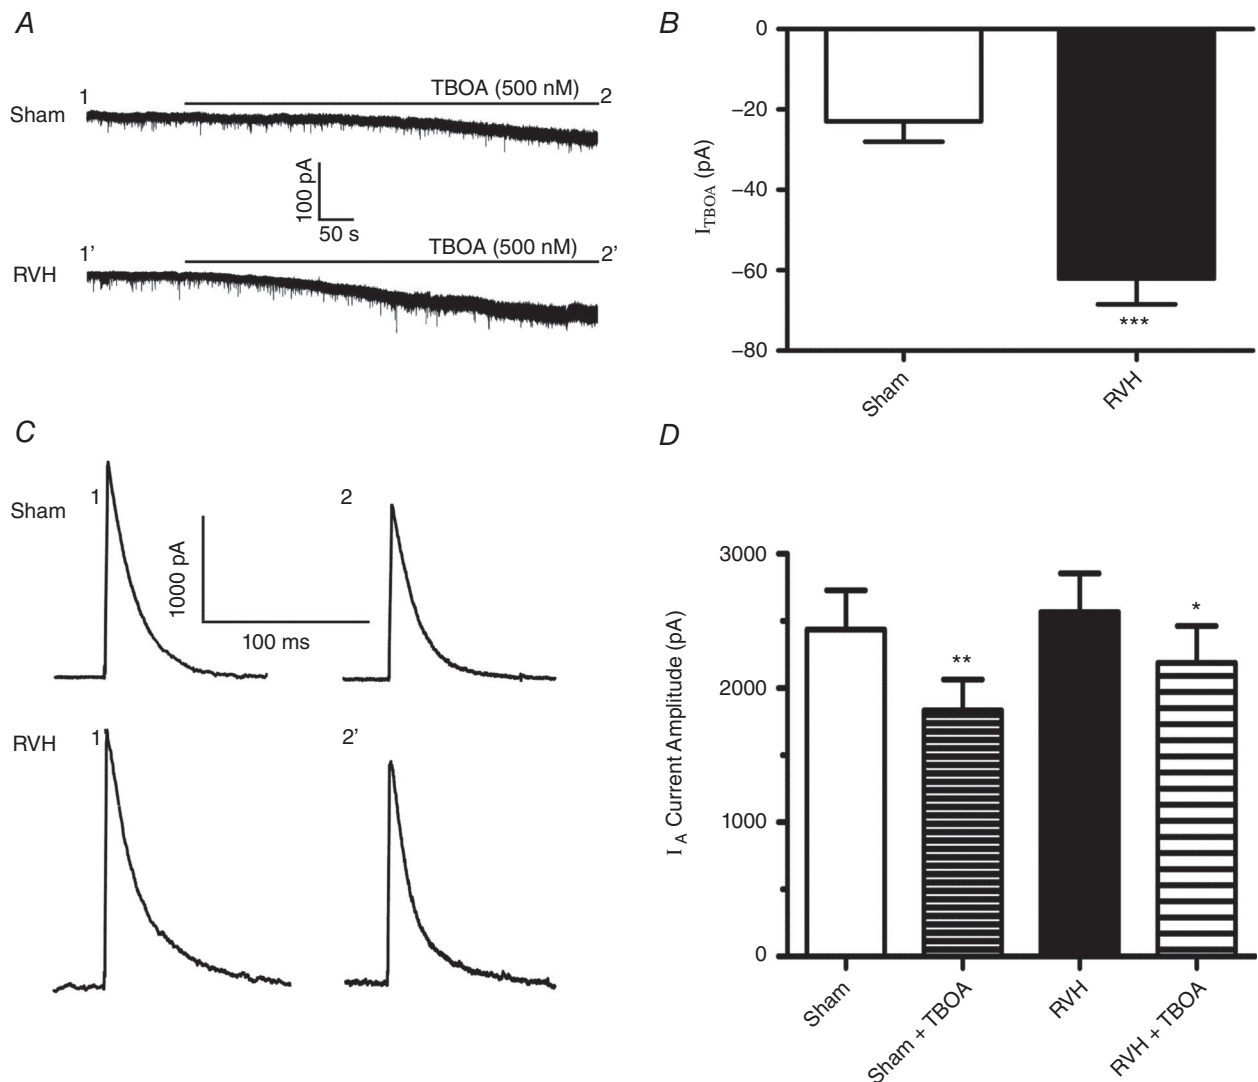 A
Sham
1
TBOA (500 nM)
2
100 pA
50 s
RVH
1'
TBOA (500 nM)
2'
B
0
−20
−40
−60
−80
I TBOA (pA)
***
Sham
RVH
C
Sham
1
2
1000 pA
100 ms
RVH
1'
2'
D
3000
2000
1000
0
I A Current Amplitude (pA)
**
*
Sham
Sham + TBOA
RVH
RVH + TBOA